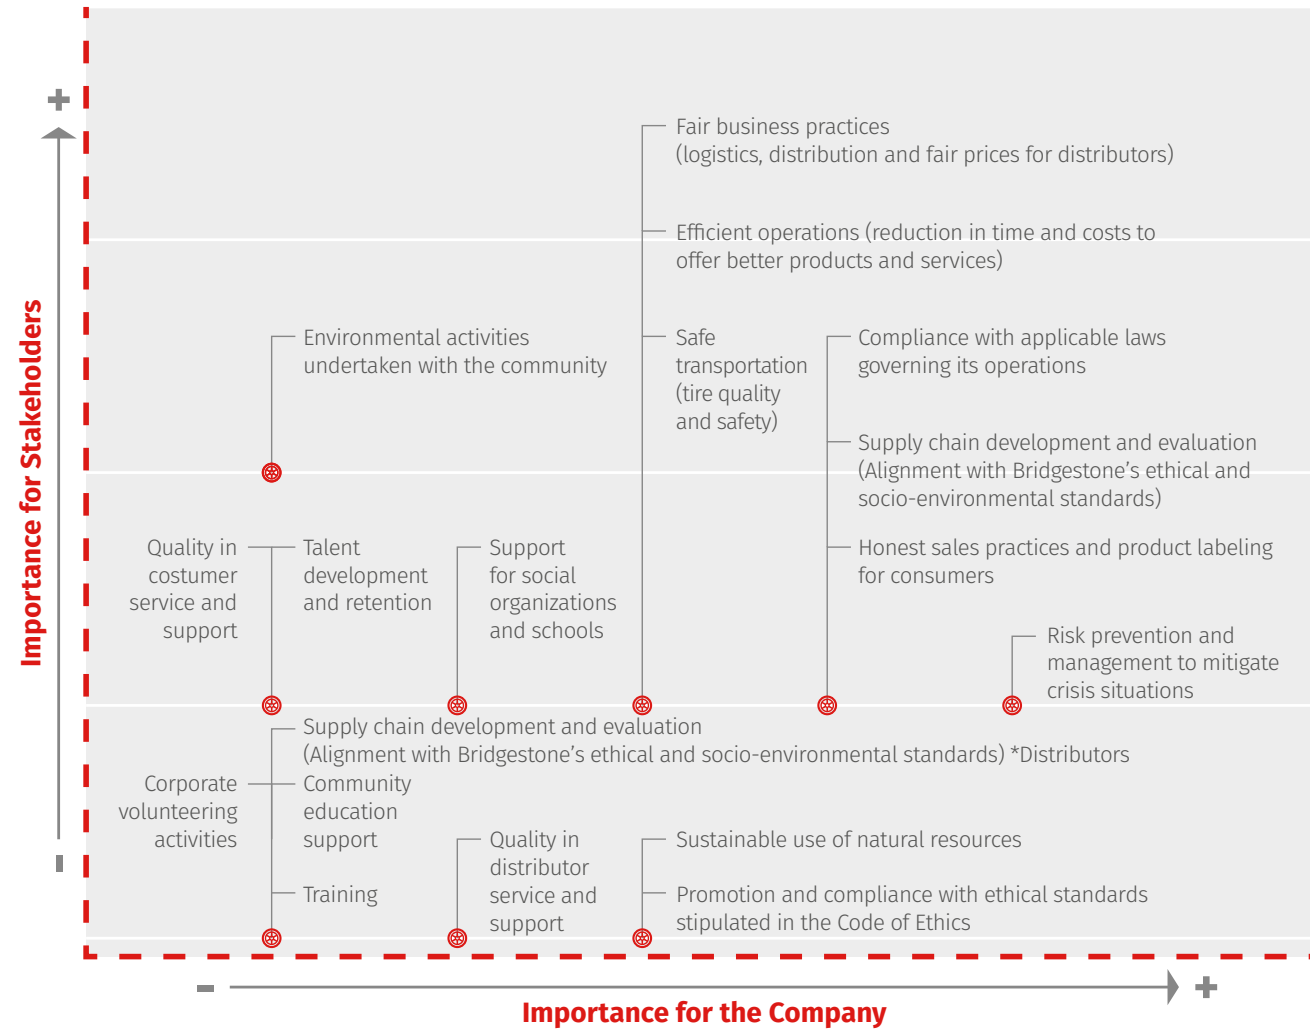 +
Fair business practices
(logistics, distribution and fair prices for distributors)
Efficient operations (reduction in time and costs to
offer better products and services)
Environmental activities
undertaken with the community
Safe
transportation
(tire quality
and safety)
Compliance with applicable laws
governing its operations
Supply chain development and evaluation
(Alignment with Bridgestone’s ethical and
socio-environmental standards)
Importance for Stakeholders
Quality in
costumer
service and
support
Talent
development
and retention
Support
for social
organizations
and schools
Honest sales practices and product labeling
for consumers
Risk prevention and
management to mitigate
crisis situations
Supply chain development and evaluation
(Alignment with Bridgestone’s ethical and socio-environmental standards) *Distributors
Corporate
volunteering
activities
Community
education
support
Training
Quality in
distributor
service and
support
Sustainable use of natural resources
Promotion and compliance with ethical standards
stipulated in the Code of Ethics
-
- +
Importance for the Company